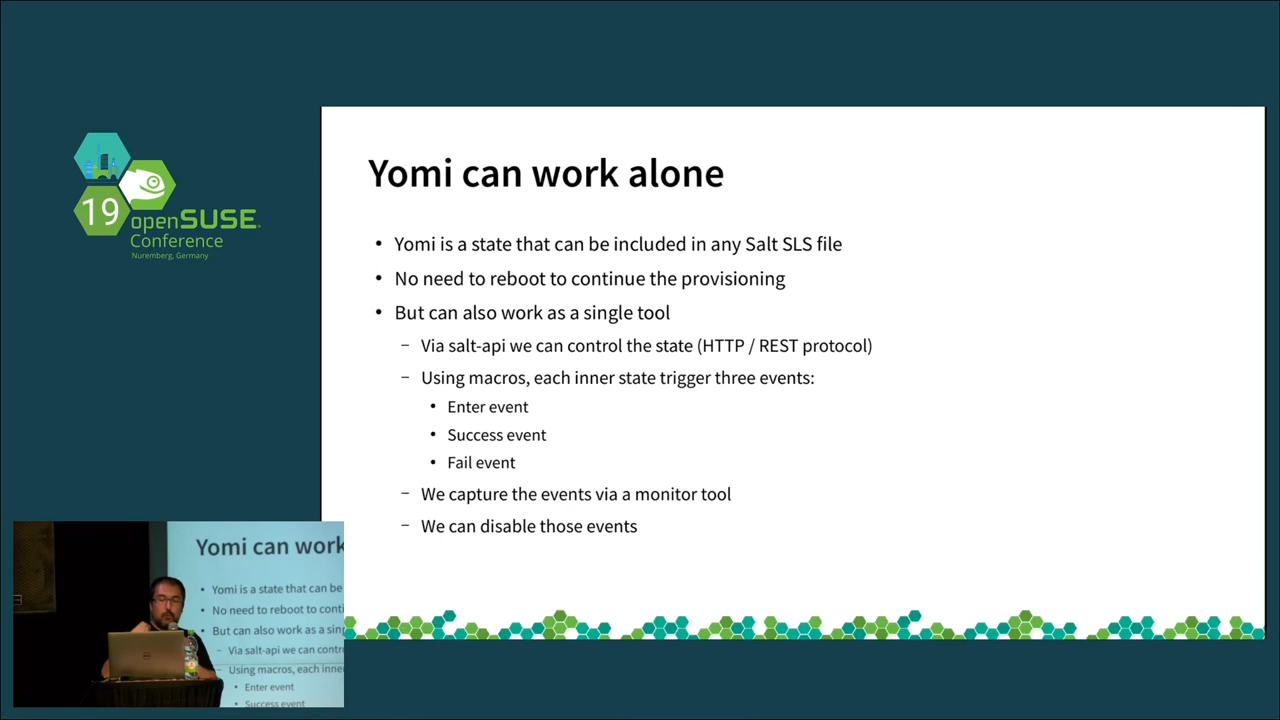 19
openSUSE
Conference
Nuremberg, Germany
Yomi can work alone
• Yomi is a state that can be included in any Salt SLS file
• No need to reboot to continue the provisioning
• But can also work as a single tool
– Via salt-api we can control the state (HTTP / REST protocol)
– Using macros, each inner state trigger three events:
• Enter event
• Success event
• Fail event
– We capture the events via a monitor tool
– We can disable those events
Yomi can work
• Yomi is a state that can be
• No need to reboot to conti
• But can also work as a sin
– Via salt-api we can contr
– Using macros, each inner
• Enter event
• Success event
DELL